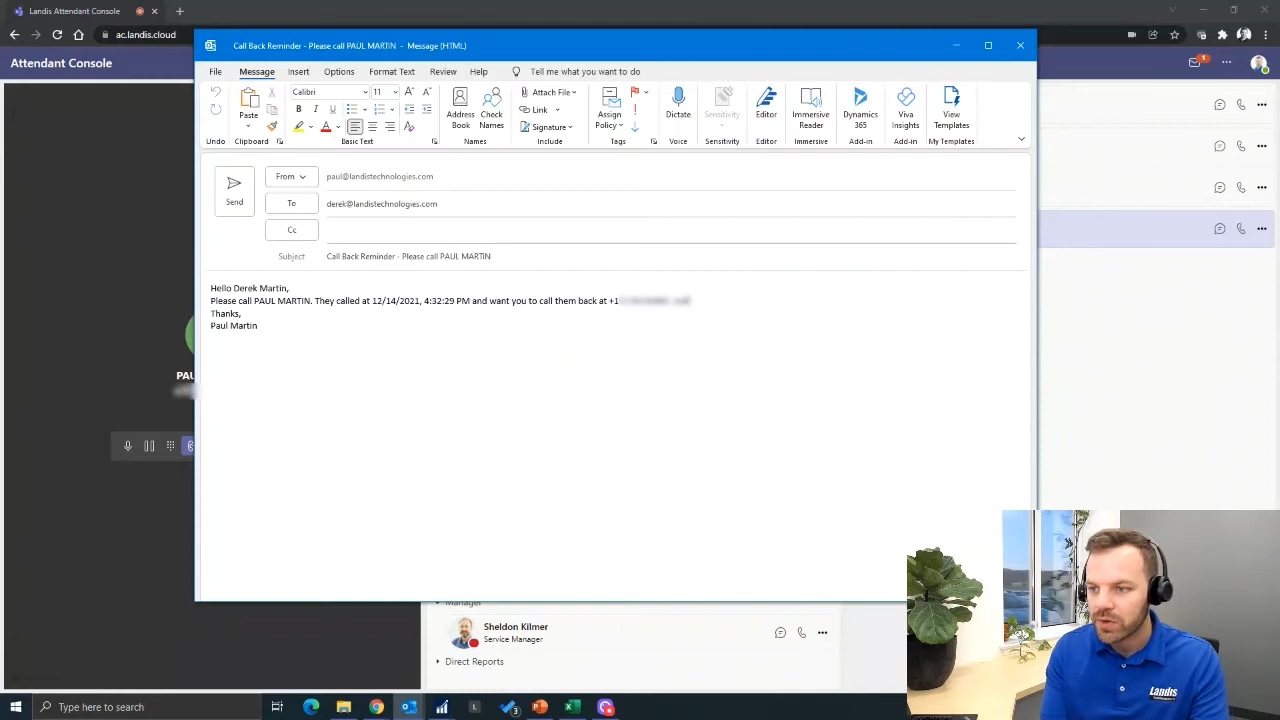 Landis Attendant Console
ac.landis.cloud
Attendant Console
Call Back Reminder - Please call PAUL MARTIN - Message (HTML)
File Message Insert Options Format Text Review Help Tell me what you want to do
Calibri 11
Paste
Address Book
Check Names
Attach File
Link
Signature
Assign Policy
Dictate
Sensitivity
Editor
Immersive Reader
Dynamics 365
Viva Insights
View Templates
Undo Clipboard Basic Text Names Include Tags Voice Sensitivity Editor Immersive Add-in Add-in My Templates
Send
From paul@landistechnologies.com
To derek@landistechnologies.com
Cc
Subject Call Back Reminder - Please call PAUL MARTIN
Hello Derek Martin,
Please call PAUL MARTIN. They called at 12/14/2021, 4:32:29 PM and want you to call them back at +1
Thanks,
Paul Martin
PAU
Manager
Sheldon Kilmer
Service Manager
Direct Reports
Landis
Type here to search